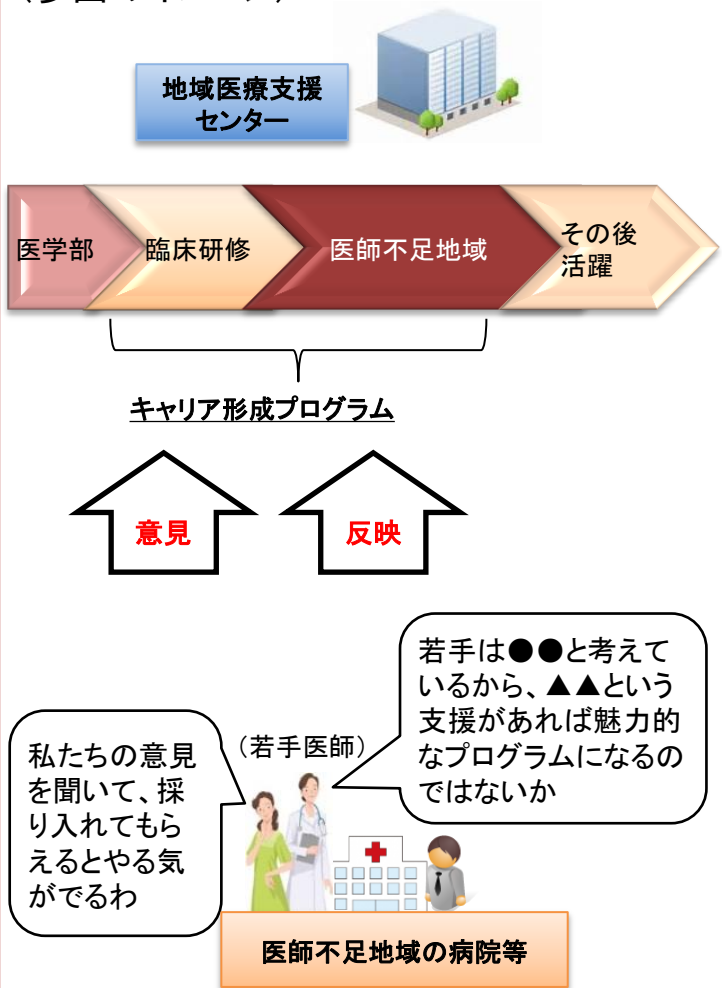 地域医療支援
センター
医学部
臨床研修
医師不足地域
その後
活躍
キャリア形成プログラム
意見
反映
若手は●●と考えて
いるから、▲▲という
支援があれば魅力的
なプログラムになるの
ではないか
（若手医師）
私たちの意見
を聞いて、採
り入れてもら
えるとやる気
がでるわ
医師不足地域の病院等